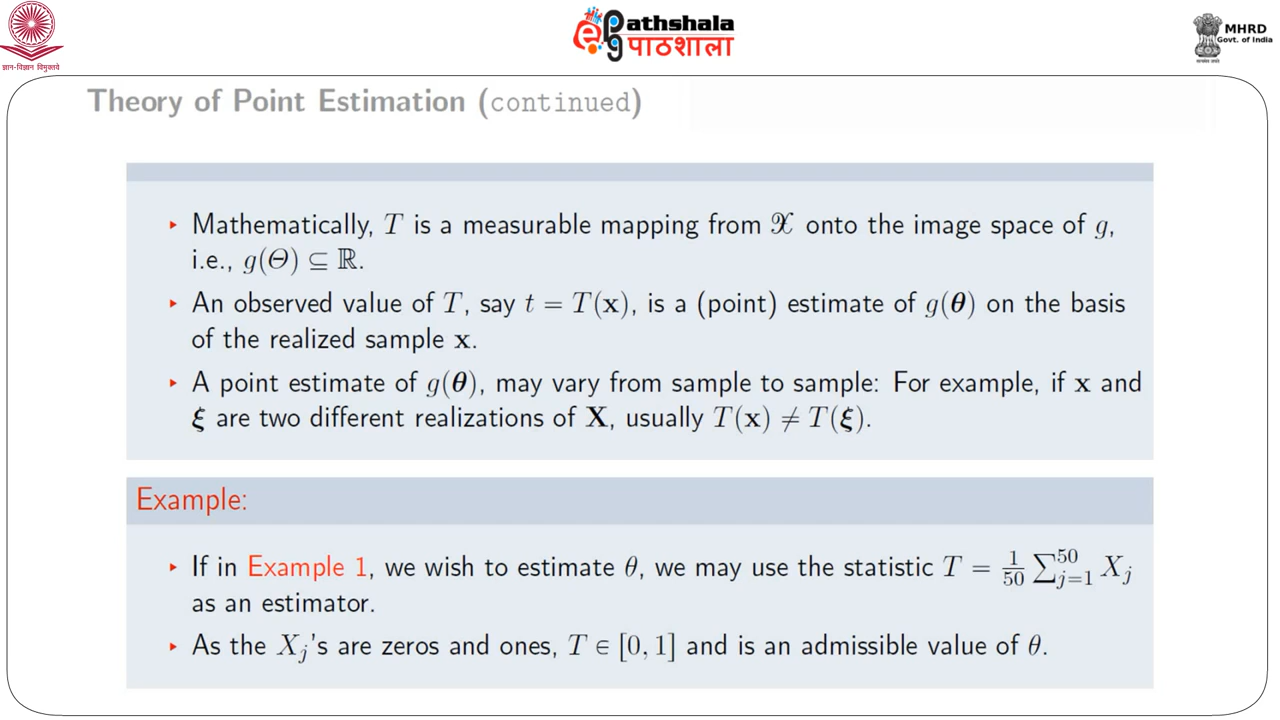 ज्ञान-विज्ञान विमुक्तये
ePathshala
पाठशाला
MHRD
Govt. of India
Theory of Point Estimation (continued)
▸ Mathematically, T is a measurable mapping from 𝒳 onto the image space of g,
i.e., g(Θ) ⊆ ℝ.
▸ An observed value of T, say t = T(x), is a (point) estimate of g(θ) on the basis
of the realized sample x.
▸ A point estimate of g(θ), may vary from sample to sample: For example, if x and
ξ are two different realizations of X, usually T(x) ≠ T(ξ).
Example:
▸ If in Example 1, we wish to estimate θ, we may use the statistic T = 1/50 ∑_{j=1}^{50} X_j
as an estimator.
▸ As the X_j's are zeros and ones, T ∈ [0, 1] and is an admissible value of θ.